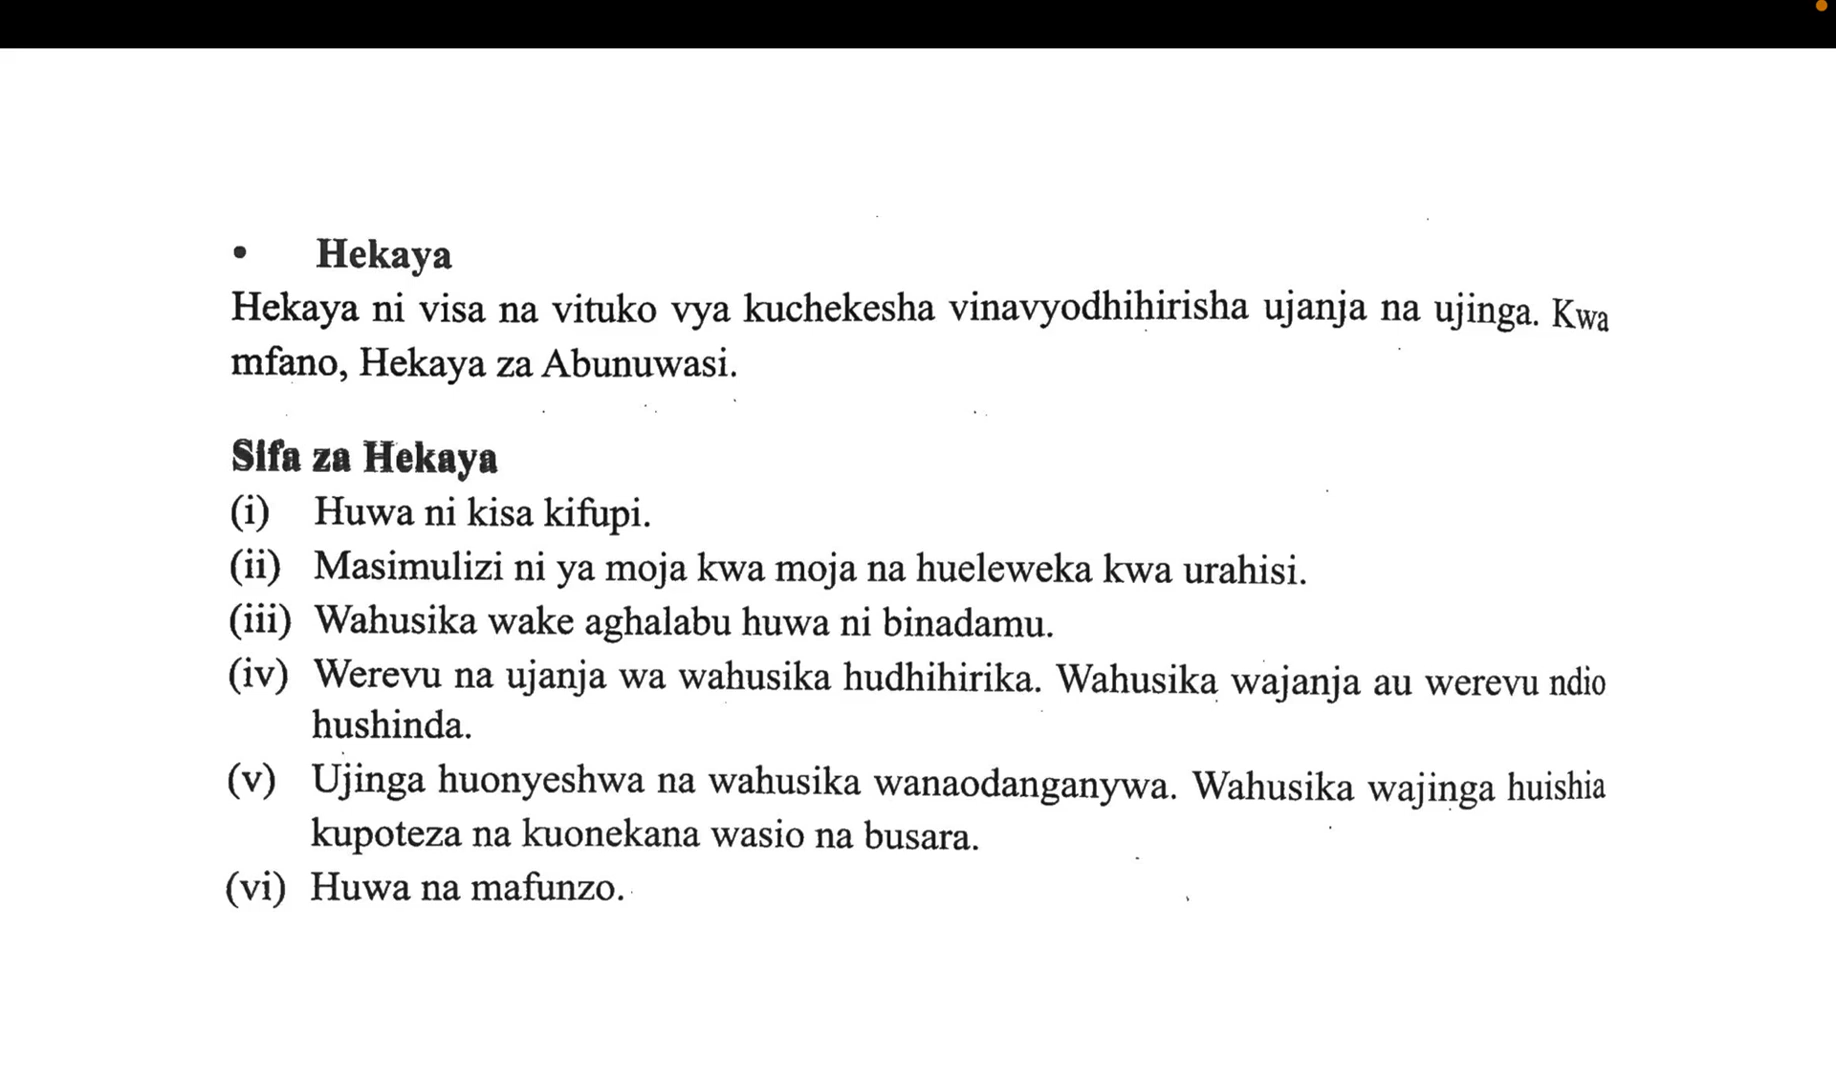 • Hekaya
Hekaya ni visa na vituko vya kuchekesha vinavyodhihirisha ujanja na ujinga. Kwa
mfano, Hekaya za Abunuwasi.
Sifa za Hekaya
(i) Huwa ni kisa kifupi.
(ii) Masimulizi ni ya moja kwa moja na hueleweka kwa urahisi.
(iii) Wahusika wake aghalabu huwa ni binadamu.
(iv) Werevu na ujanja wa wahusika hudhihirika. Wahusika wajanja au werevu ndio
hushinda.
(v) Ujinga huonyeshwa na wahusika wanaodanganywa. Wahusika wajinga huishia
kupoteza na kuonekana wasio na busara.
(vi) Huwa na mafunzo.